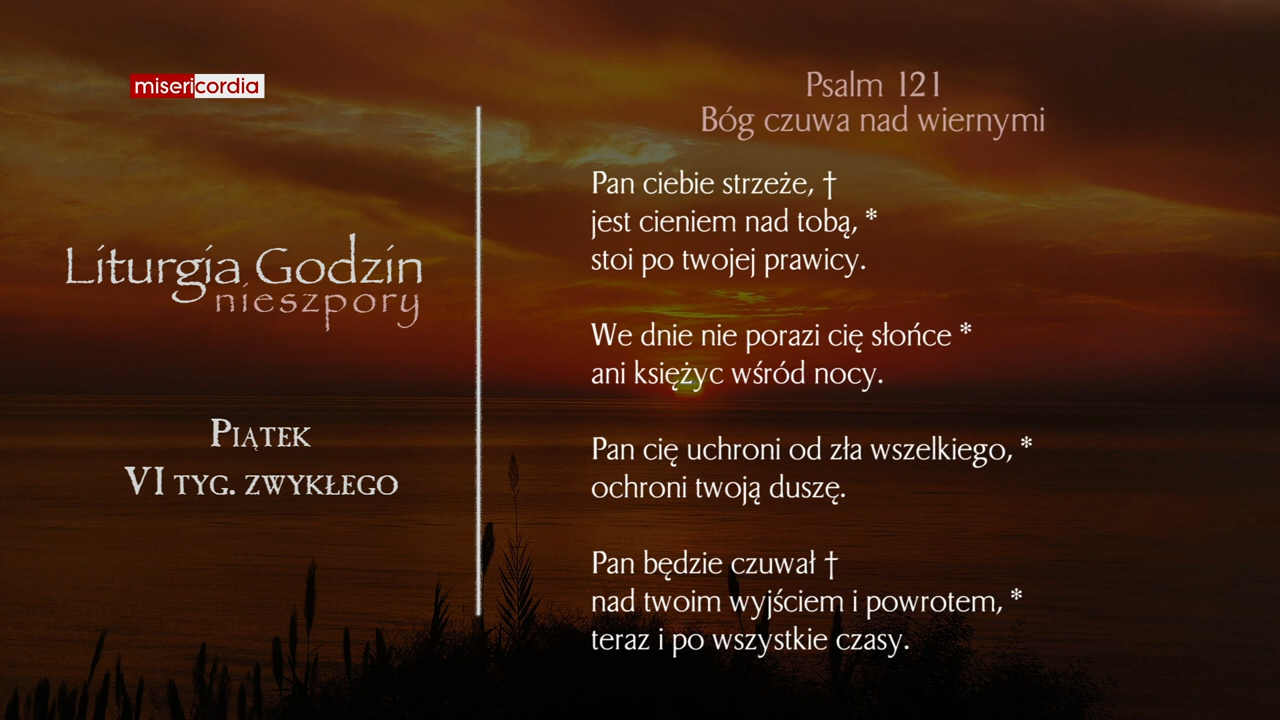 misericordia
Liturgia Godzin
nieszpory
Piątek
VI tyg. zwykłego
Psalm 121
Bóg czuwa nad wiernymi
Pan ciebie strzeże, †
jest cieniem nad tobą, *
stoi po twojej prawicy.
We dnie nie porazi cię słońce *
ani księżyc wśród nocy.
Pan cię uchroni od zła wszelkiego, *
ochroni twoją duszę.
Pan będzie czuwał †
nad twoim wyjściem i powrotem, *
teraz i po wszystkie czasy.